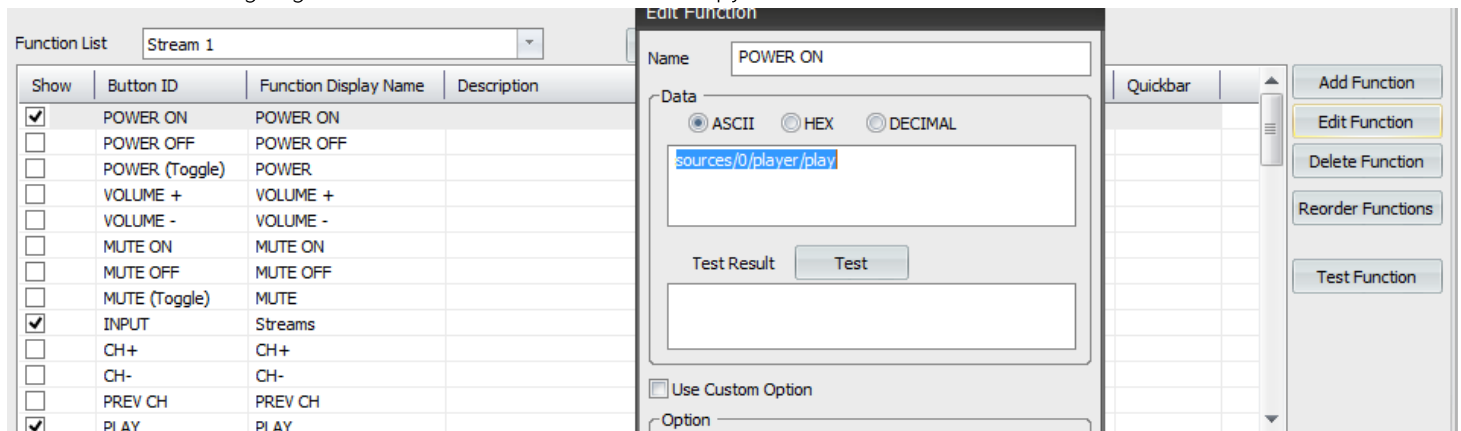 Edit Function
Function List Stream 1
Name POWER ON
Show Button ID Function Display Name Description Quickbar
Add Function
Data
POWER ON POWER ON
ASCII HEX DECIMAL
Edit Function
POWER OFF POWER OFF
sources/0/player/play
Delete Function
POWER (Toggle) POWER
VOLUME + VOLUME +
Reorder Functions
VOLUME - VOLUME -
MUTE ON MUTE ON
Test Result Test
MUTE OFF MUTE OFF
Test Function
MUTE (Toggle) MUTE
INPUT Streams
CH+ CH+
CH- CH-
Use Custom Option
PREV CH PREV CH
Option
PLAY PLAY